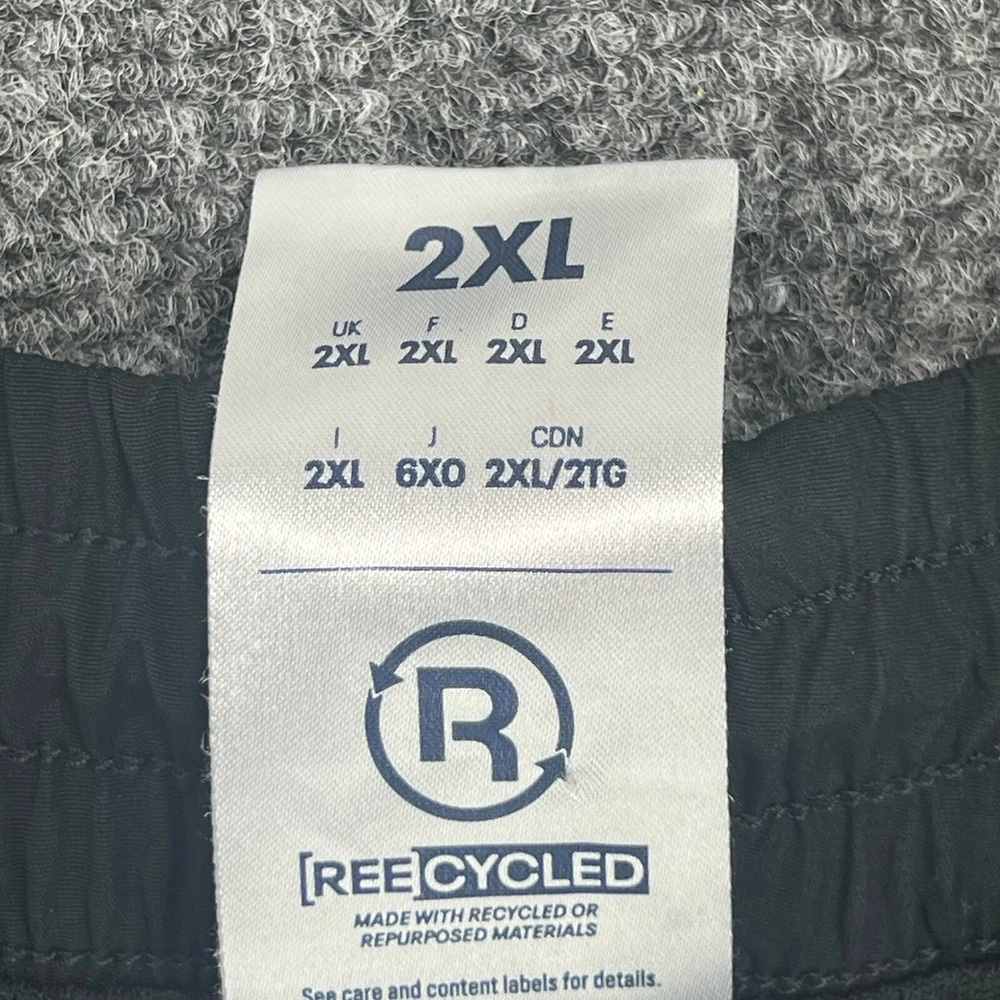 2XL
UK F D E
2XL 2XL 2XL 2XL
I J CDN
2XL 6XO 2XL/2TG
R
[REE]CYCLED
MADE WITH RECYCLED OR
REPURPOSED MATERIALS
See care and content labels for details.